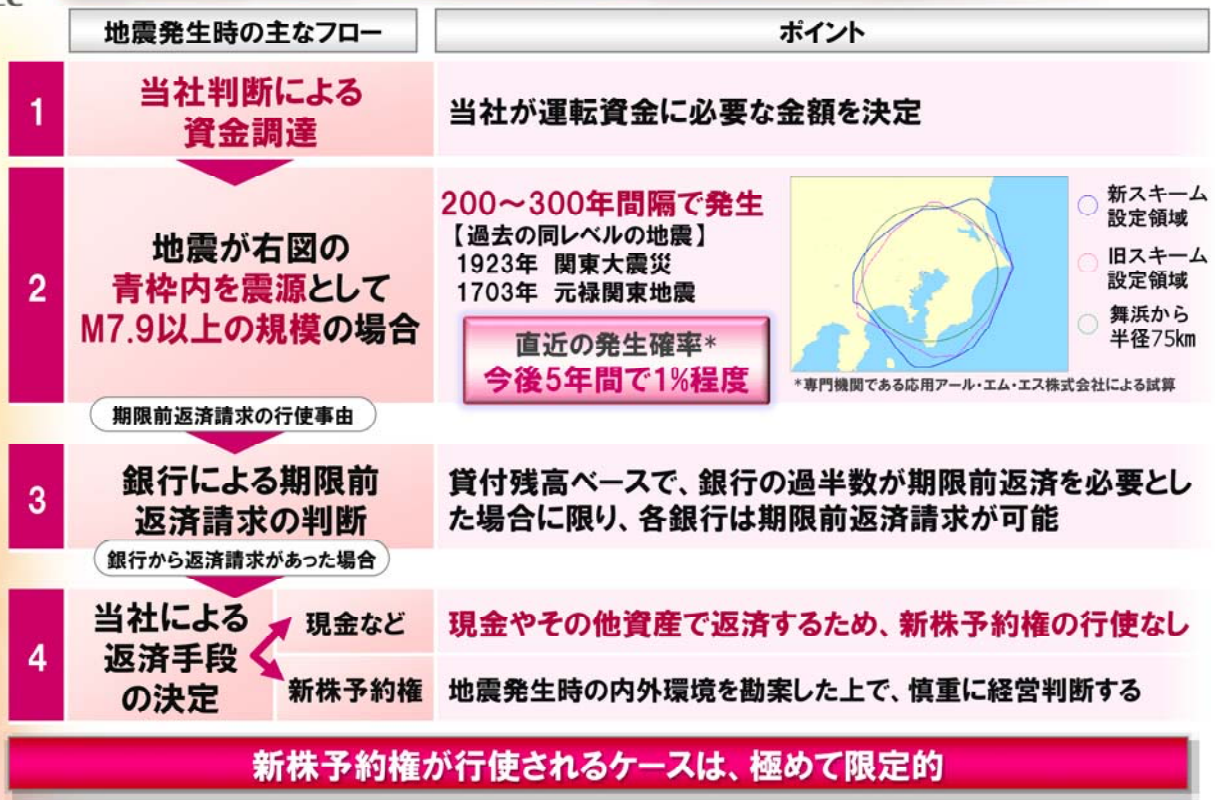 地震発生時の主なフロー
ポイント
1
当社判断による
資金調達
当社が運転資金に必要な金額を決定
2
地震が右図の
青枠内を震源として
M7.9以上の規模の場合
200～300年間隔で発生
【過去の同レベルの地震】
1923年 関東大震災
1703年 元禄関東地震
直近の発生確率*
今後5年間で1%程度
新スキーム
設定領域
旧スキーム
設定領域
舞浜から
半径75km
*専門機関である応用アール・エム・エス株式会社による試算
期限前返済請求の行使事由
3
銀行による期限前
返済請求の判断
貸付残高ベースで、銀行の過半数が期限前返済を必要とし
た場合に限り、各銀行は期限前返済請求が可能
銀行から返済請求があった場合
4
当社による
返済手段
の決定
現金など
現金やその他資産で返済するため、新株予約権の行使なし
新株予約権
地震発生時の内外環境を勘案した上で、慎重に経営判断する
新株予約権が行使されるケースは、極めて限定的